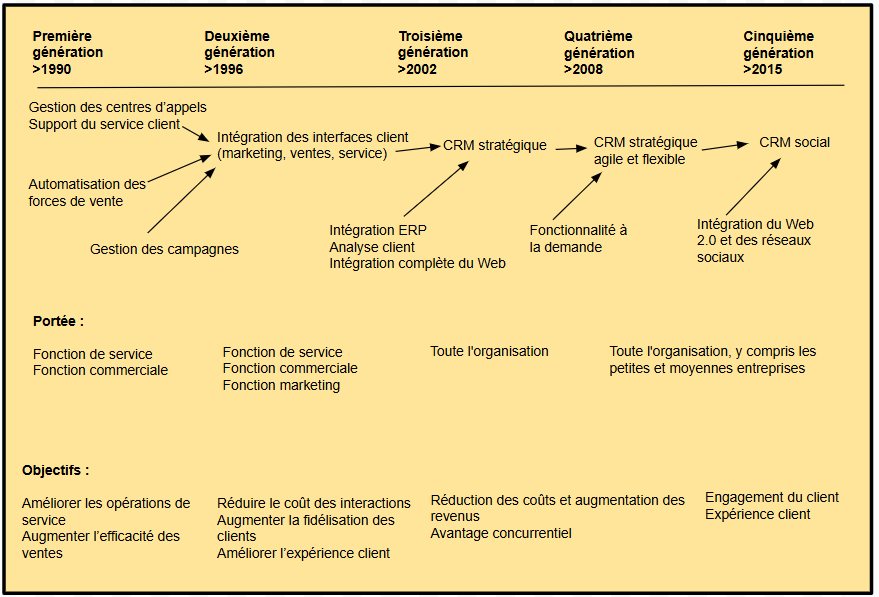 Première
génération
>1990
Deuxième
génération
>1996
Troisième
génération
>2002
Quatrième
génération
>2008
Cinquième
génération
>2015
Gestion des centres d’appels
Support du service client
Automatisation des
forces de vente
Gestion des campagnes
Intégration des interfaces client
(marketing, ventes, service)
CRM stratégique
Intégration ERP
Analyse client
Intégration complète du Web
CRM stratégique
agile et flexible
Fonctionnalité à
la demande
CRM social
Intégration du Web
2.0 et des réseaux
sociaux
Portée :
Fonction de service
Fonction commerciale
Fonction de service
Fonction commerciale
Fonction marketing
Toute l'organisation
Toute l'organisation, y compris les
petites et moyennes entreprises
Objectifs :
Améliorer les opérations de
service
Augmenter l’efficacité des
ventes
Réduire le coût des interactions
Augmenter la fidélisation des
clients
Améliorer l’expérience client
Réduction des coûts et augmentation des
revenus
Avantage concurrentiel
Engagement du client
Expérience client